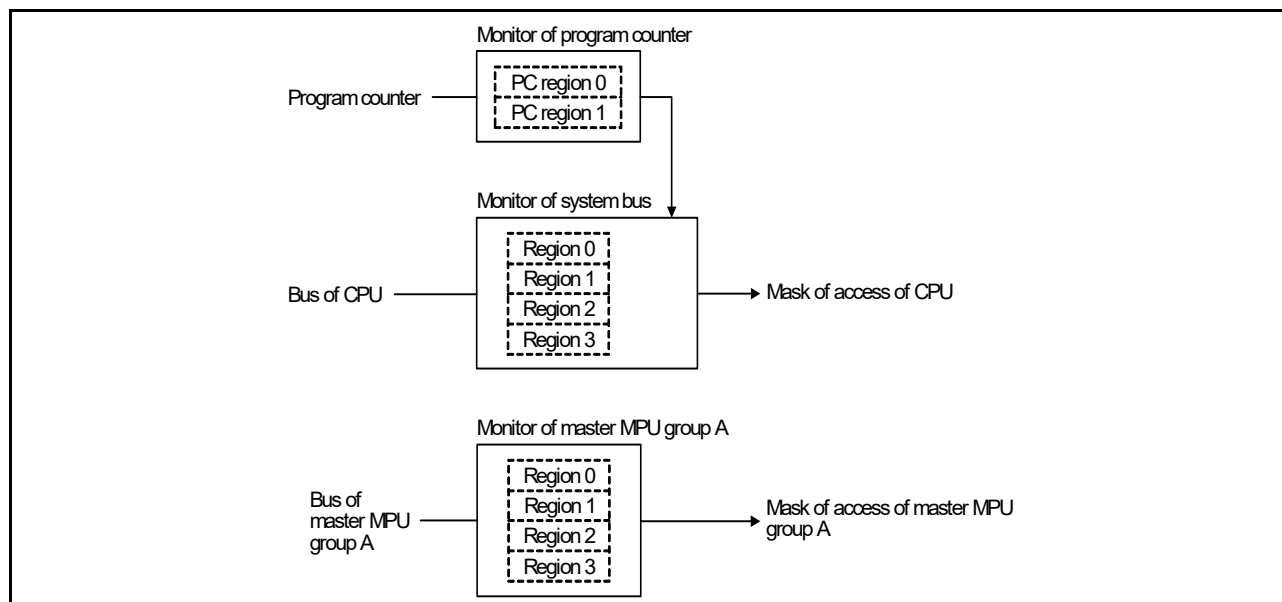 Monitor of program counter
Program counter
PC region 0
PC region 1
Monitor of system bus
Bus of CPU
Region 0
Region 1
Region 2
Region 3
Mask of access of CPU
Monitor of master MPU group A
Bus of
master MPU
group A
Region 0
Region 1
Region 2
Region 3
Mask of access of master MPU
group A